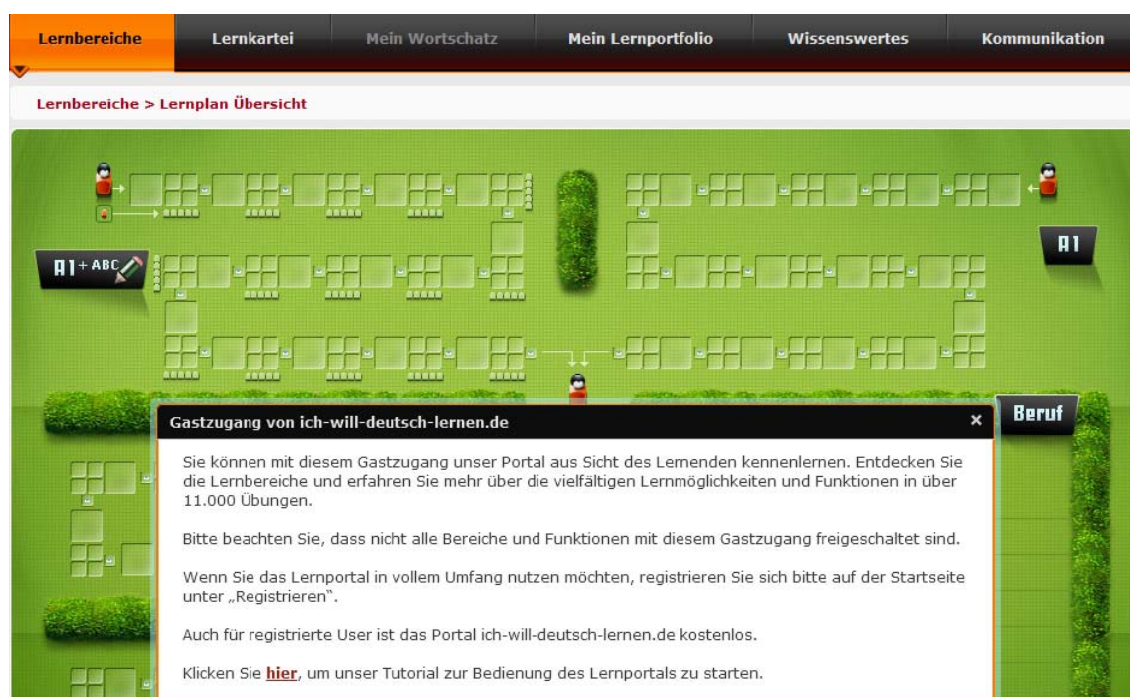 Lernbereiche Lernkartei Mein Wortschatz Mein Lernportfolio Wissenswertes Kommunikation
Lernbereiche > Lernplan Übersicht
A1+ ABC
A1
Beruf
Gastzugang von ich-will-deutsch-lernen.de ×
Sie können mit diesem Gastzugang unser Portal aus Sicht des Lernenden kennenlernen. Entdecken Sie
die Lernbereiche und erfahren Sie mehr über die vielfältigen Lernmöglichkeiten und Funktionen in über
11.000 Übungen.
Bitte beachten Sie, dass nicht alle Bereiche und Funktionen mit diesem Gastzugang freigeschaltet sind.
Wenn Sie das Lernportal in vollem Umfang nutzen möchten, registrieren Sie sich bitte auf der Startseite
unter „Registrieren“.
Auch für registrierte User ist das Portal ich-will-deutsch-lernen.de kostenlos.
Klicken Sie hier, um unser Tutorial zur Bedienung des Lernportals zu starten.